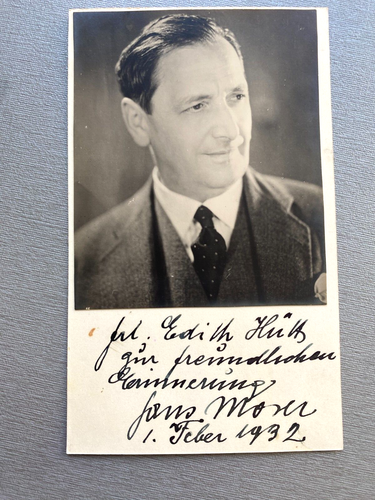 Frl. Edith Hütt
zur freundlichen
Erinnerung
Hans Moser
1. Feber 1932